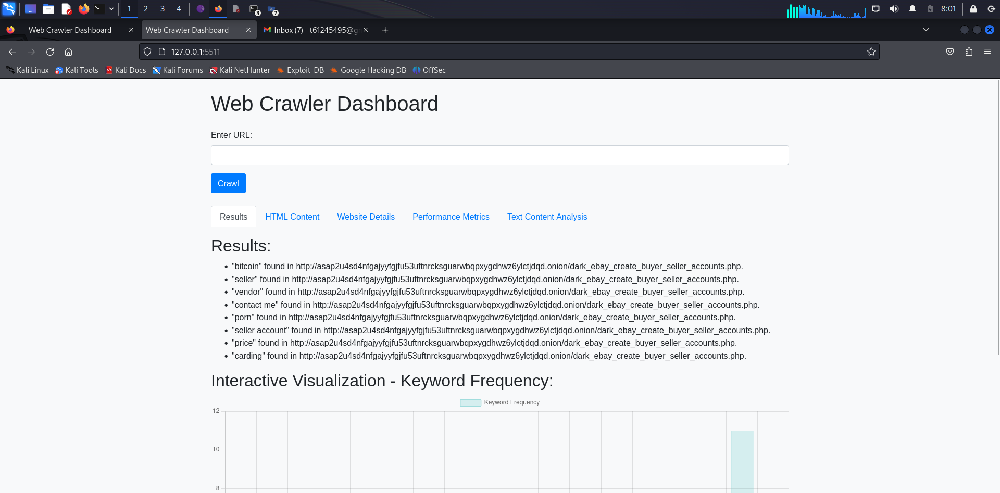 1 2 3 4 3 7 8:01
Web Crawler Dashboard Web Crawler Dashboard Inbox (7) - t61245495@gr
127.0.0.1:5511
Kali Linux Kali Tools Kali Docs Kali Forums Kali NetHunter Exploit-DB Google Hacking DB OffSec
Web Crawler Dashboard
Enter URL:
Crawl
Results HTML Content Website Details Performance Metrics Text Content Analysis
Results:
• "bitcoin" found in http://asap2u4sd4nfgajyyfgjfu53uftnrcksguarwbqpxygdhwz6ylctjdqd.onion/dark_ebay_create_buyer_seller_accounts.php.
• "seller" found in http://asap2u4sd4nfgajyyfgjfu53uftnrcksguarwbqpxygdhwz6ylctjdqd.onion/dark_ebay_create_buyer_seller_accounts.php.
• "vendor" found in http://asap2u4sd4nfgajyyfgjfu53uftnrcksguarwbqpxygdhwz6ylctjdqd.onion/dark_ebay_create_buyer_seller_accounts.php.
• "contact me" found in http://asap2u4sd4nfgajyyfgjfu53uftnrcksguarwbqpxygdhwz6ylctjdqd.onion/dark_ebay_create_buyer_seller_accounts.php.
• "porn" found in http://asap2u4sd4nfgajyyfgjfu53uftnrcksguarwbqpxygdhwz6ylctjdqd.onion/dark_ebay_create_buyer_seller_accounts.php.
• "seller account" found in http://asap2u4sd4nfgajyyfgjfu53uftnrcksguarwbqpxygdhwz6ylctjdqd.onion/dark_ebay_create_buyer_seller_accounts.php.
• "price" found in http://asap2u4sd4nfgajyyfgjfu53uftnrcksguarwbqpxygdhwz6ylctjdqd.onion/dark_ebay_create_buyer_seller_accounts.php.
• "carding" found in http://asap2u4sd4nfgajyyfgjfu53uftnrcksguarwbqpxygdhwz6ylctjdqd.onion/dark_ebay_create_buyer_seller_accounts.php.
Interactive Visualization - Keyword Frequency:
Keyword Frequency
12
10
8